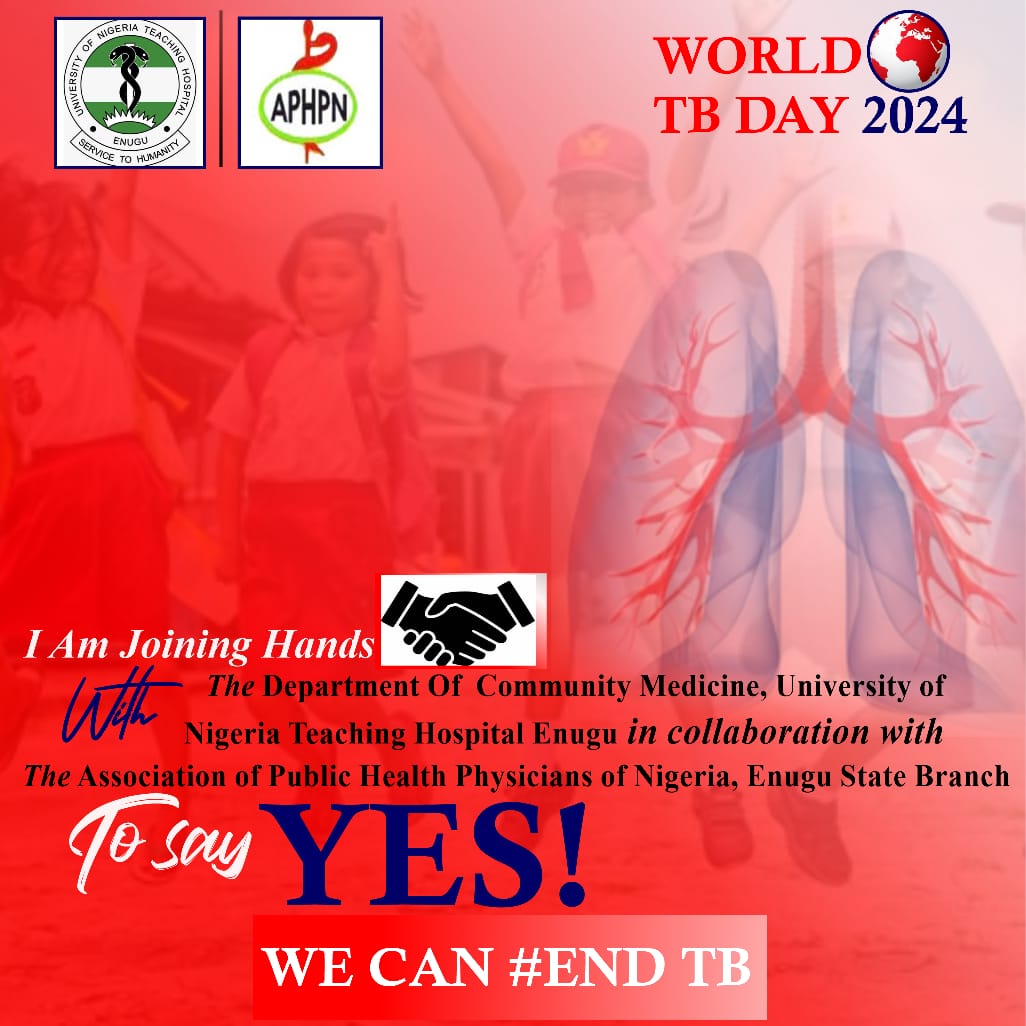 UNIVERSITY OF NIGERIA TEACHING HOSPITAL
ENUGU
SERVICE TO HUMANITY
APHPN
WORLD
TB DAY 2024
I Am Joining Hands
With The Department Of Community Medicine, University of
Nigeria Teaching Hospital Enugu in collaboration with
The Association of Public Health Physicians of Nigeria, Enugu State Branch
To say YES!
WE CAN #END TB